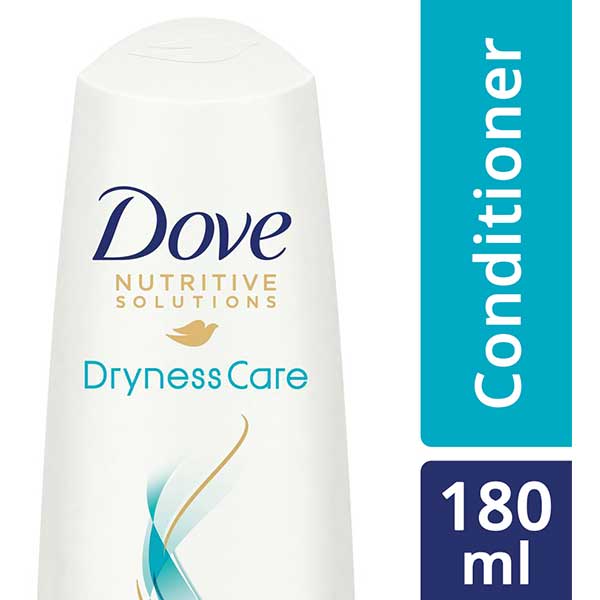 Dove
NUTRITIVE
SOLUTIONS
Dryness Care
Conditioner
180
ml